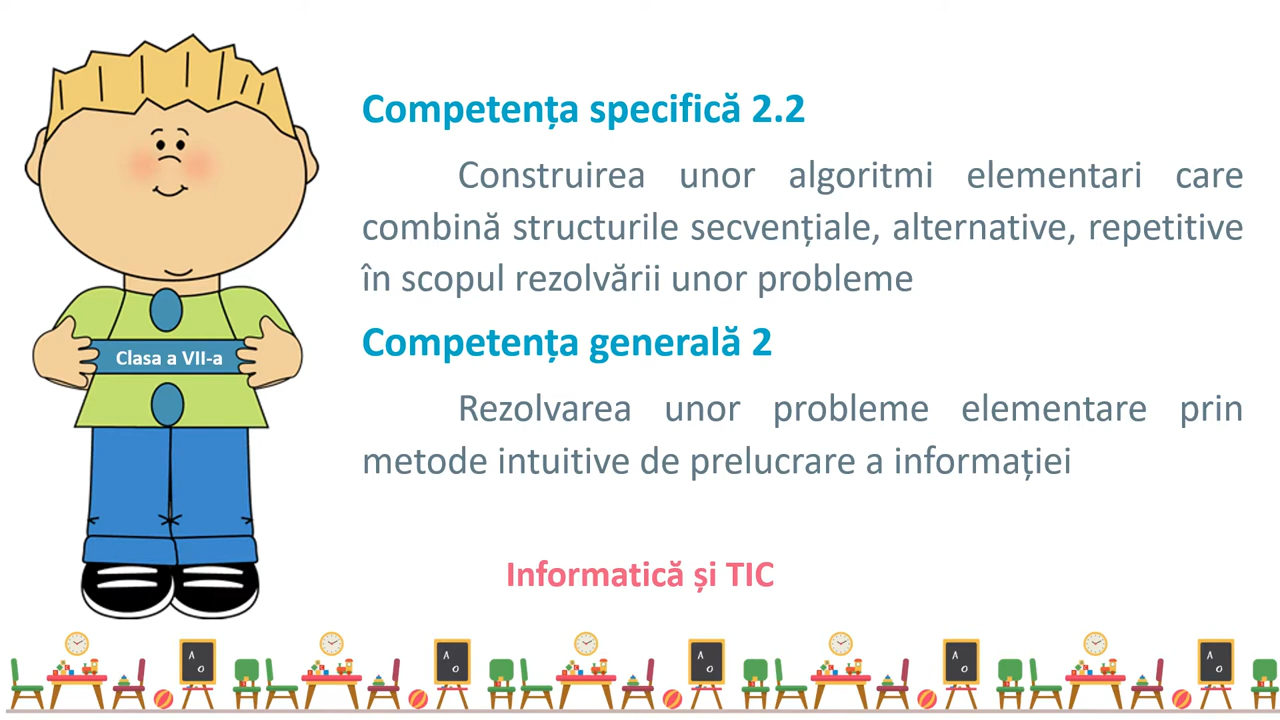 Competența specifică 2.2
Construirea unor algoritmi elementari care
combină structurile secvențiale, alternative, repetitive
în scopul rezolvării unor probleme
Competența generală 2
Clasa a VII-a
Rezolvarea unor probleme elementare prin
metode intuitive de prelucrare a informației
Informatică și TIC